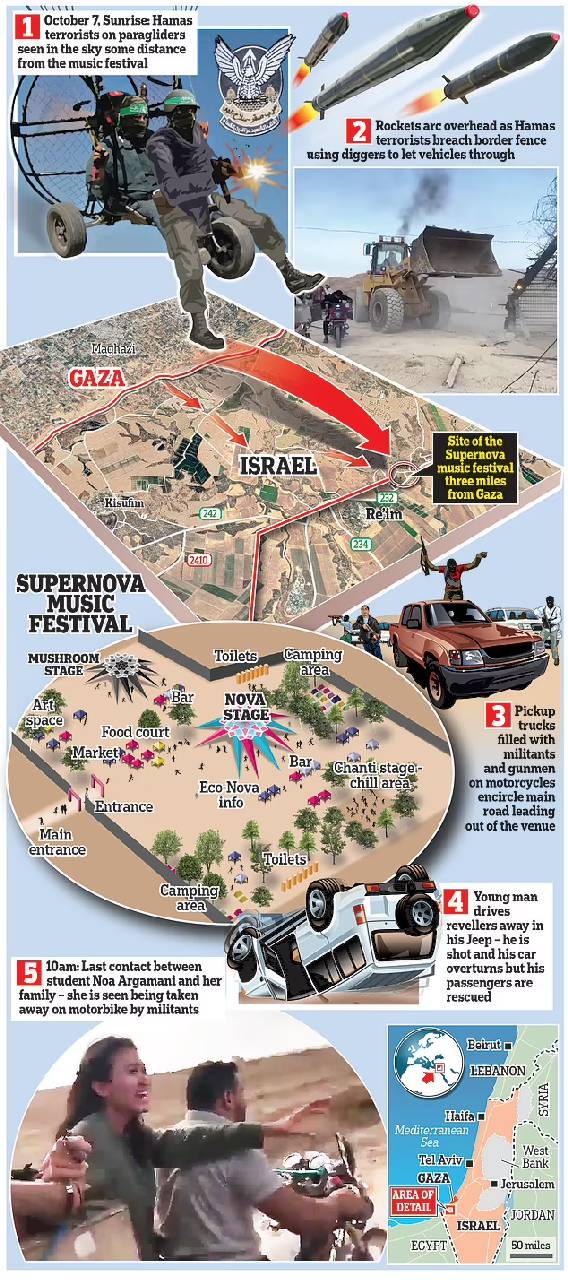 1 October 7, Sunrise: Hamas
terrorists on paragliders
seen in the sky some distance
from the music festival
2 Rockets arc overhead as Hamas
terrorists breach border fence
using diggers to let vehicles through
Maghazi
GAZA
ISRAEL
Site of the
Supernova
music festival
three miles
from Gaza
Kisufim
242
232
Re'im
234
2410
SUPERNOVA
MUSIC
FESTIVAL
MUSHROOM
STAGE
Toilets
Camping
area
Art
space
Bar
NOVA
STAGE
Food court
Market
Bar
Chanti stage -
chill area
Eco Nova
info
Entrance
Main
entrance
Toilets
Camping
area
3 Pickup
trucks
filled with
militants
and gunmen
on motorcycles
encircle main
road leading
out of the venue
4 Young man
drives
revellers away in
his Jeep – he is
shot and his car
overturns but his
passengers are
rescued
5 10am: Last contact between
student Noa Argamani and her
family – she is seen being taken
away on motorbike by militants
Beirut
LEBANON
SYRIA
Haifa
Mediterranean
Sea
Tel Aviv
West
Bank
GAZA
Jerusalem
AREA OF
DETAIL
ISRAEL
JORDAN
EGYPT
50 miles